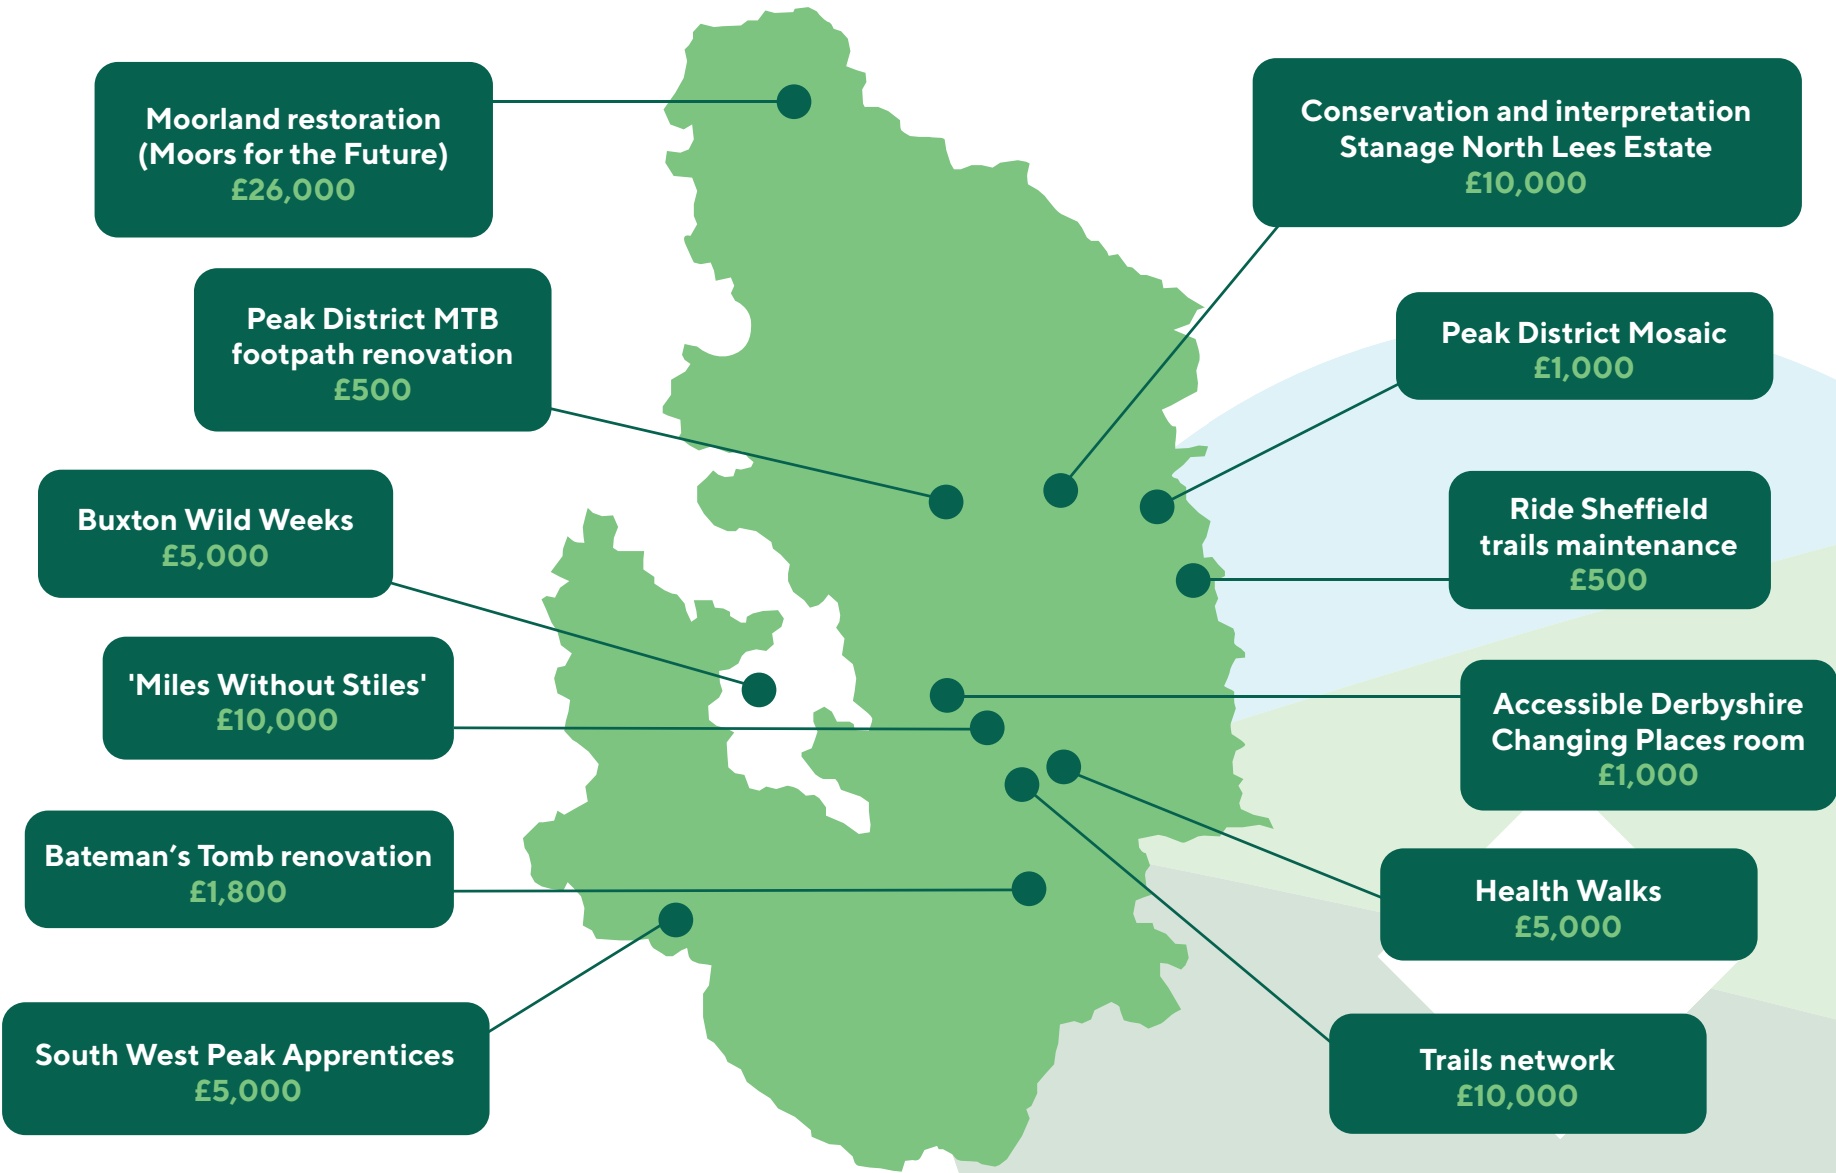 Moorland restoration
(Moors for the Future)
£26,000
Peak District MTB
footpath renovation
£500
Buxton Wild Weeks
£5,000
'Miles Without Stiles'
£10,000
Bateman’s Tomb renovation
£1,800
South West Peak Apprentices
£5,000
Conservation and interpretation
Stanage North Lees Estate
£10,000
Peak District Mosaic
£1,000
Ride Sheffield
trails maintenance
£500
Accessible Derbyshire
Changing Places room
£1,000
Health Walks
£5,000
Trails network
£10,000